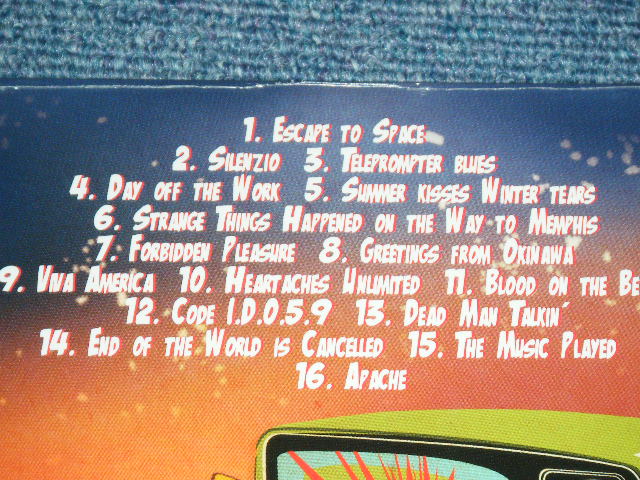 1. Escape to Space
2. Silenzio 3. Teleprompter blues
4. Day off the Work 5. Summer kisses Winter tears
6. Strange Things Happened on the Way to Memphis
7. Forbidden Pleasure 8. Greetings from Okinawa
9. Viva America 10. Heartaches Unlimited 11. Blood on the Be
12. Code I.D.0.5.9 13. Dead Man Talkin'
14. End of the World is Cancelled 15. The Music Played
16. Apache